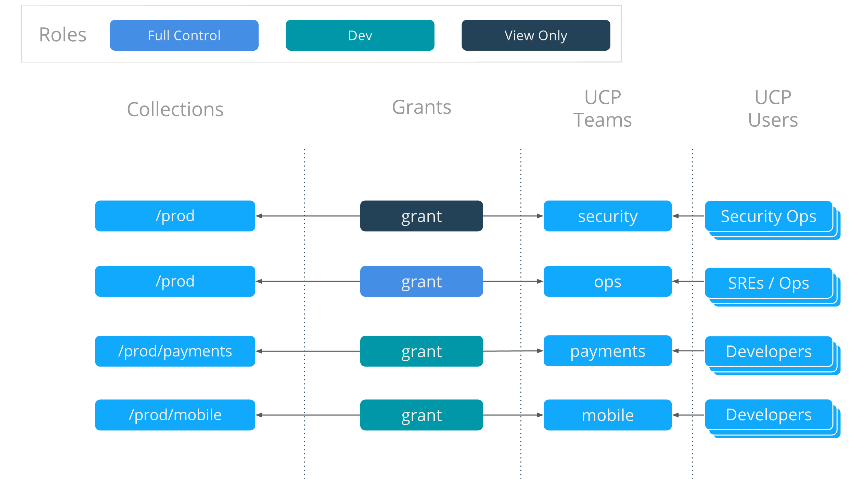 Roles
Full Control
Dev
View Only
Collections
Grants
UCP
Teams
UCP
Users
/prod
grant
security
Security Ops
/prod
grant
ops
SREs / Ops
/prod/payments
grant
payments
Developers
/prod/mobile
grant
mobile
Developers